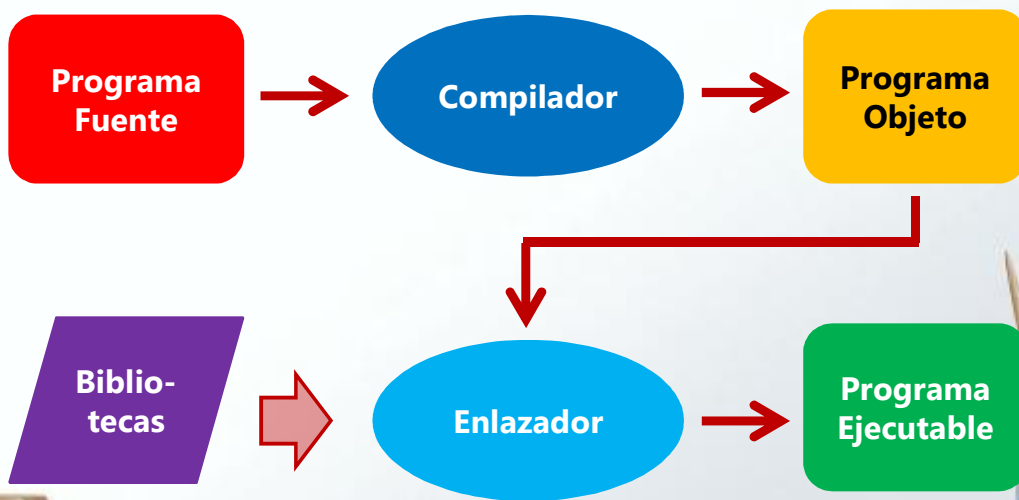 Programa
Fuente
Compilador
Programa
Objeto
Biblio-
tecas
Enlazador
Programa
Ejecutable